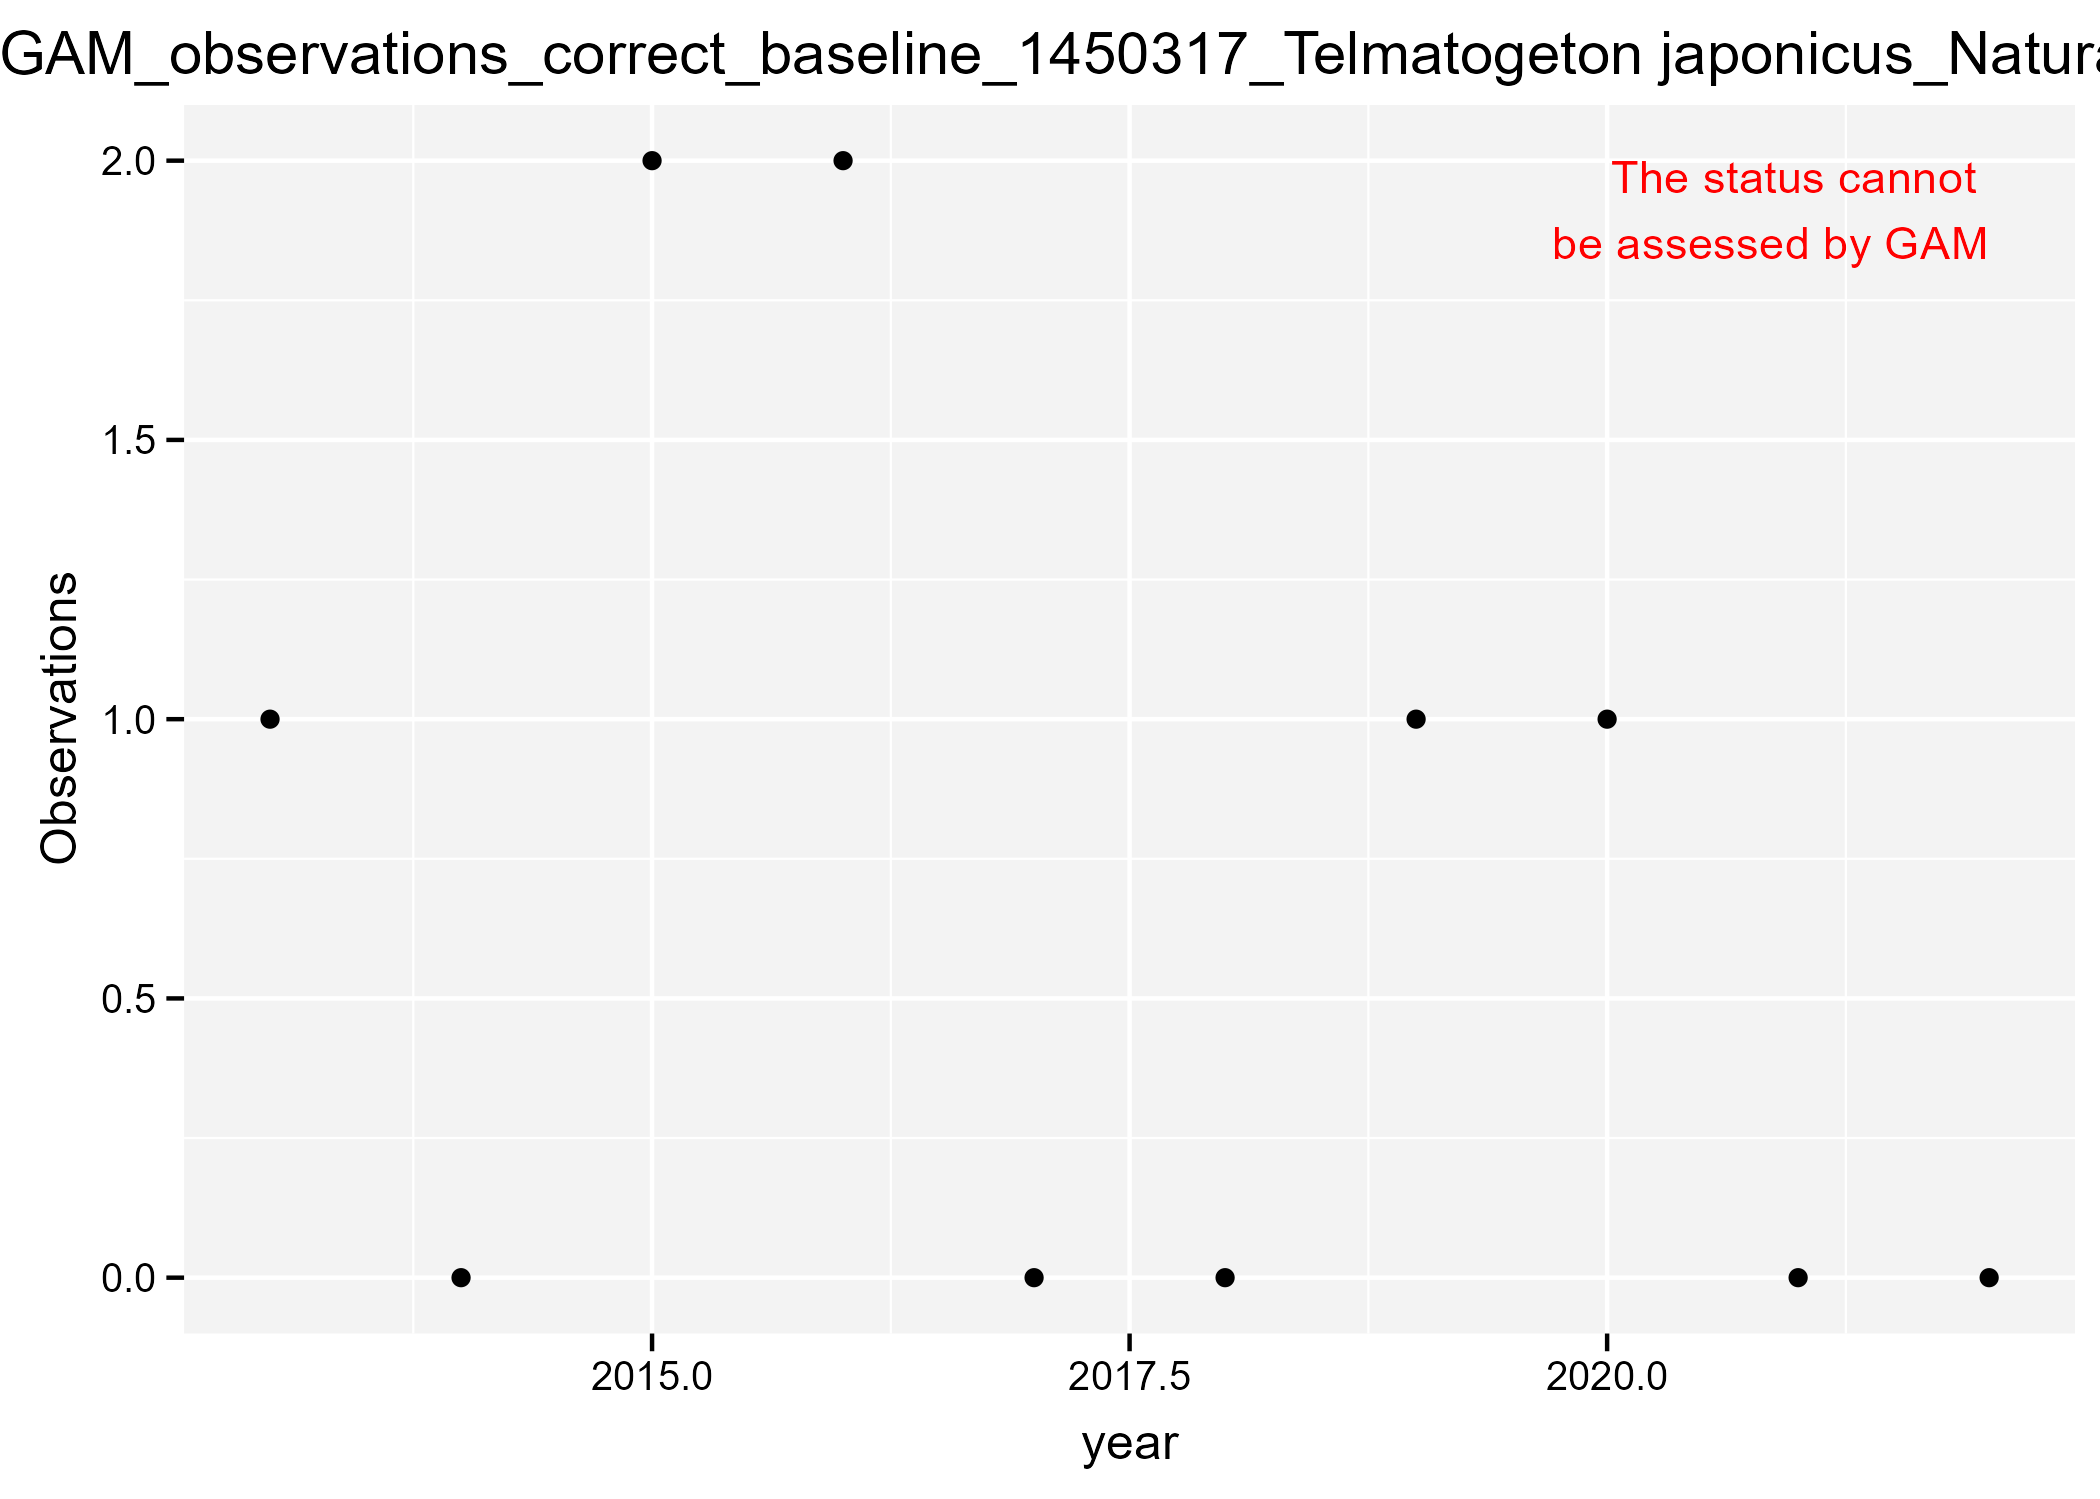 GAM_observations_correct_baseline_1450317_Telmatogeton japonicus_Natura
2.0
The status cannot
be assessed by GAM
1.5
1.0
0.5
0.0
Observations
2015.0 2017.5 2020.0
year